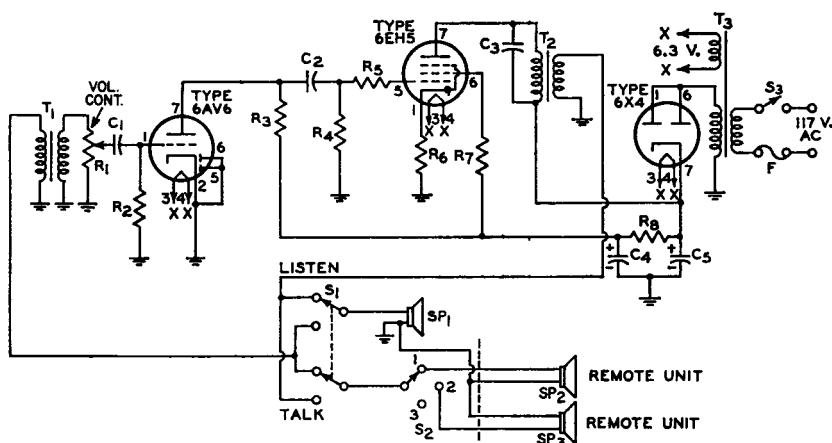 TYPE
6EH5
7
C3
T2
T3
X
6.3 V.
X
TYPE
6X4
1
6
S3
117 V.
AC
F
3
4
X X
7
VOL.
CONT.
T1
R1
C1
TYPE
6AV6
7
1
6
5
2
3
4
X X
R2
C2
R3
R4
R5
5
6
1
3
4
X X
R6
R7
R8
+
-
C4
+
-
C5
LISTEN
S1
SP1
TALK
1
2
3
S2
SP2
REMOTE UNIT
REMOTE UNIT